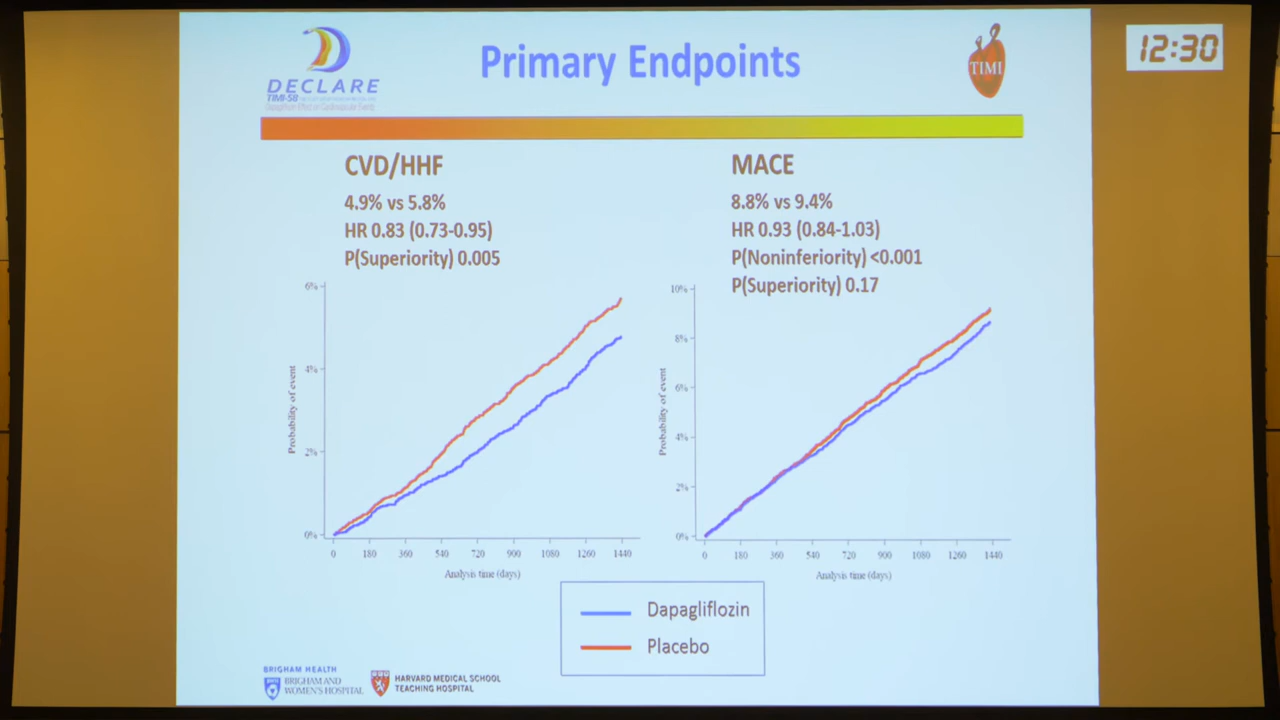 DECLARE
TIMI-58
Primary Endpoints
TIMI
12:30
CVD/HHF
4.9% vs 5.8%
HR 0.83 (0.73-0.95)
P(Superiority) 0.005
MACE
8.8% vs 9.4%
HR 0.93 (0.84-1.03)
P(Noninferiority) <0.001
P(Superiority) 0.17
6%
4%
2%
0%
Probability of event
0 180 360 540 720 900 1080 1260 1440
Analysis time (days)
10%
8%
6%
4%
2%
0%
Probability of event
0 180 360 540 720 900 1080 1260 1440
Analysis time (days)
Dapagliflozin
Placebo
BRIGHAM HEALTH
BRIGHAM AND
WOMEN'S HOSPITAL
HARVARD MEDICAL SCHOOL
TEACHING HOSPITAL